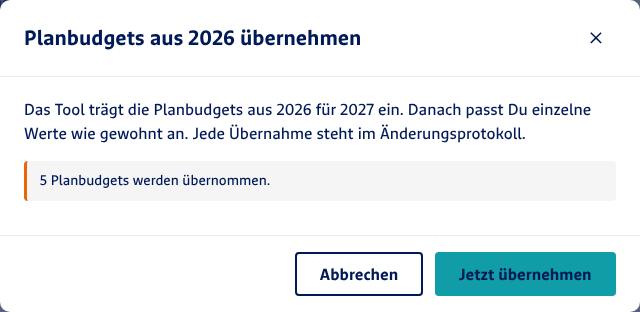 Planbudgets aus 2026 übernehmen
Das Tool trägt die Planbudgets aus 2026 für 2027 ein. Danach passt Du einzelne
Werte wie gewohnt an. Jede Übernahme steht im Änderungsprotokoll.
5 Planbudgets werden übernommen.
Abbrechen
Jetzt übernehmen